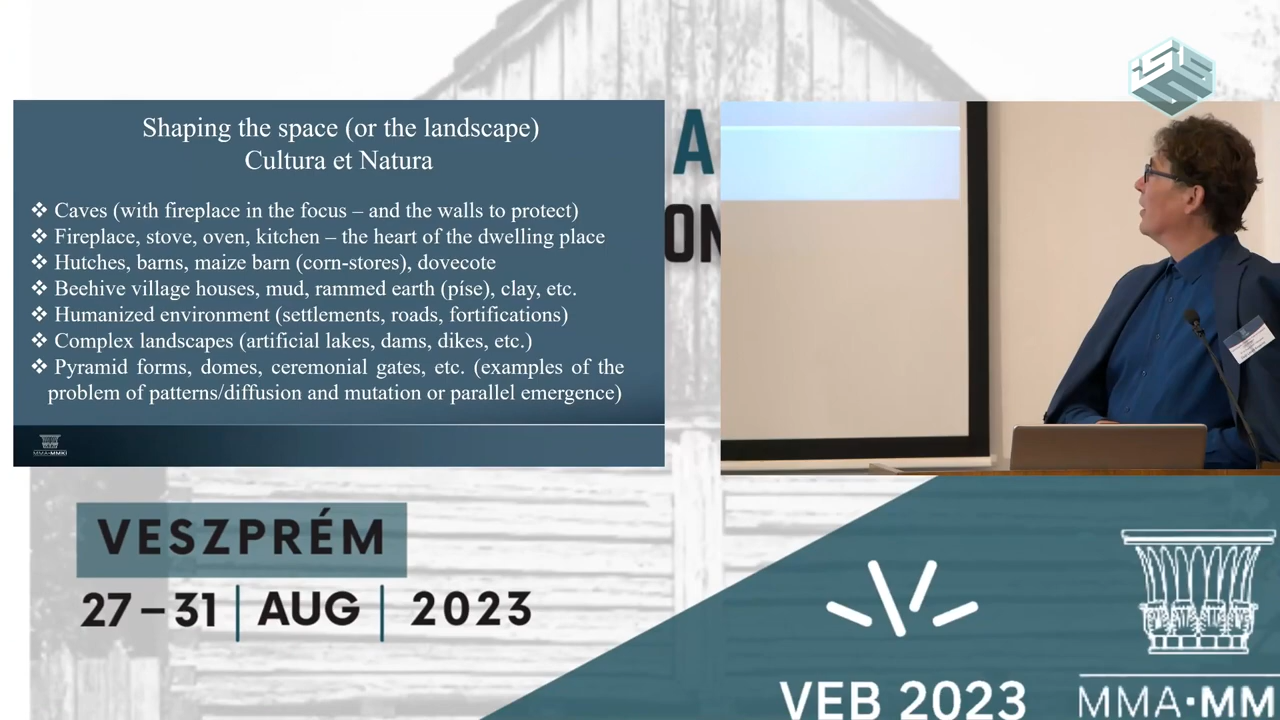 Shaping the space (or the landscape)
Cultura et Natura
❖ Caves (with fireplace in the focus – and the walls to protect)
❖ Fireplace, stove, oven, kitchen – the heart of the dwelling place
❖ Hutches, barns, maize barn (corn-stores), dovecote
❖ Beehive village houses, mud, rammed earth (píse), clay, etc.
❖ Humanized environment (settlements, roads, fortifications)
❖ Complex landscapes (artificial lakes, dams, dikes, etc.)
❖ Pyramid forms, domes, ceremonial gates, etc. (examples of the
problem of patterns/diffusion and mutation or parallel emergence)
MMA·MMKI
A
ON
VESZPRÉM
27–31 | AUG | 2023
VEB 2023
MMA·MM